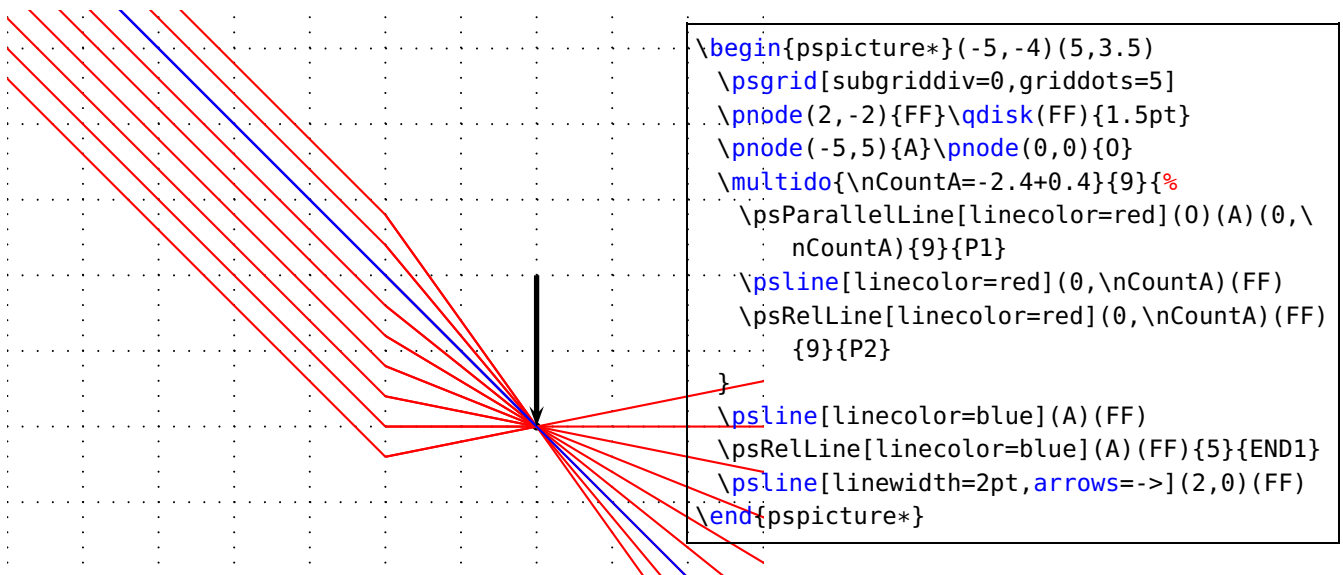 \begin{pspicture*}(-5,-4)(5,3.5)
\psgrid[subgriddiv=0,griddots=5]
\pnode(2,-2){FF}\qdisk(FF){1.5pt}
\pnode(-5,5){A}\pnode(0,0){O}
\multido{\nCountA=-2.4+0.4}{9}{%
\psParallelLine[linecolor=red](O)(A)(0,\
nCountA){9}{P1}
\psline[linecolor=red](0,\nCountA)(FF)
\psRelLine[linecolor=red](0,\nCountA)(FF)
{9}{P2}
}
\psline[linecolor=blue](A)(FF)
\psRelLine[linecolor=blue](A)(FF){5}{END1}
\psline[linewidth=2pt,arrows=->](2,0)(FF)
\end{pspicture*}